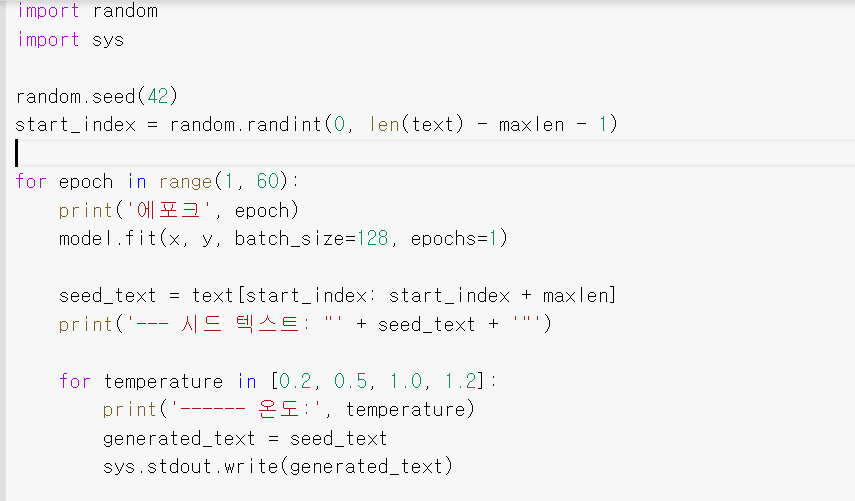 import random
import sys
random.seed(42)
start_index = random.randint(0, len(text) - maxlen - 1)
for epoch in range(1, 60):
    print('에포크', epoch)
    model.fit(x, y, batch_size=128, epochs=1)
    seed_text = text[start_index: start_index + maxlen]
    print('--- 시드 텍스트: "' + seed_text + '"')
    for temperature in [0.2, 0.5, 1.0, 1.2]:
        print('------ 온도:', temperature)
        generated_text = seed_text
        sys.stdout.write(generated_text)